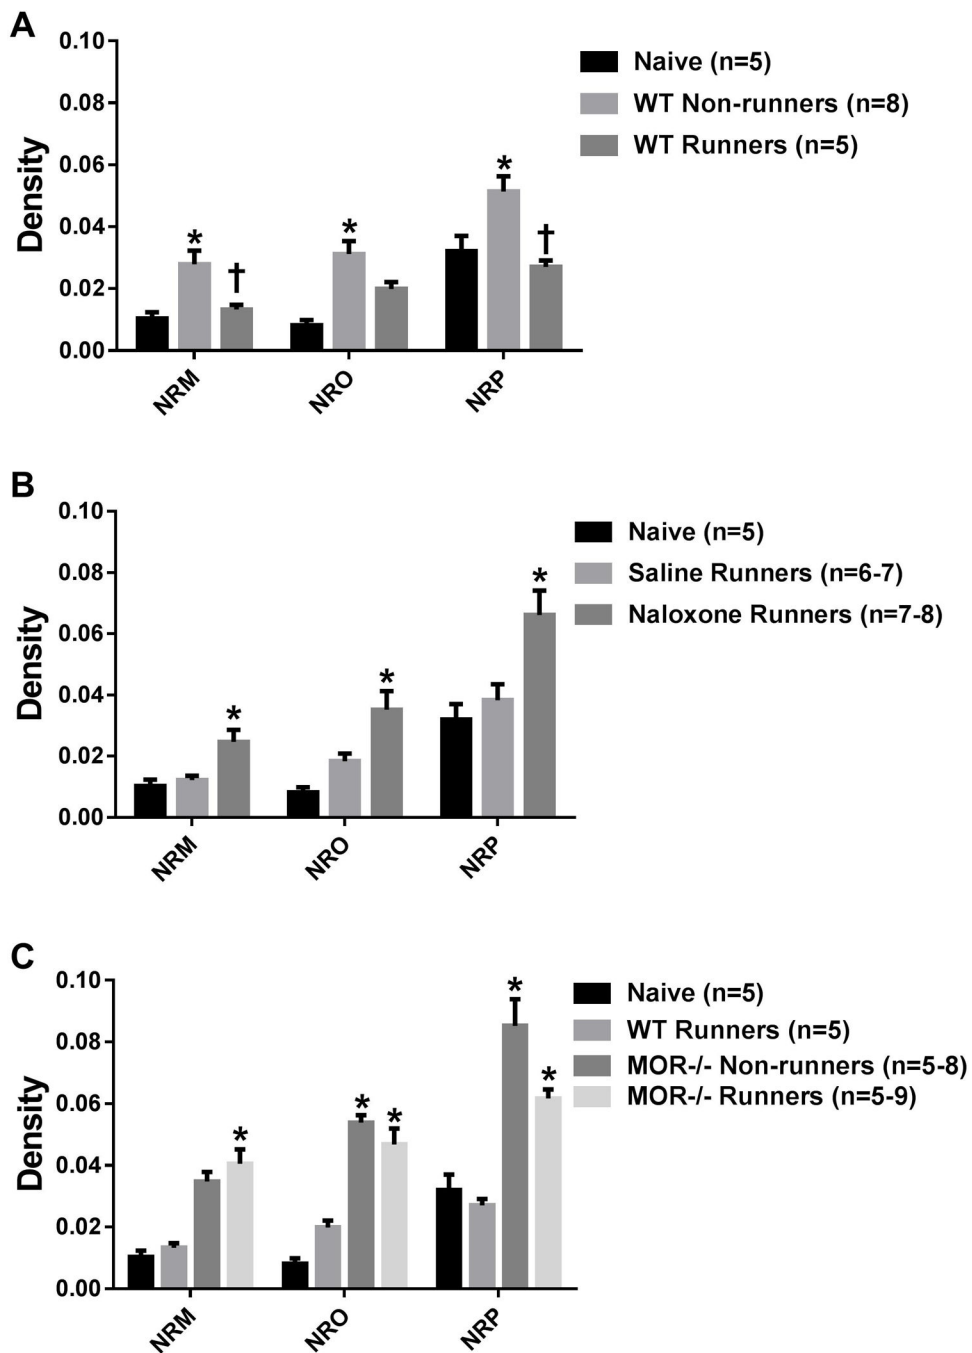 A
0.10
0.08
0.06
0.04
0.02
0.00
Density
* † * * †
NRM NRO NRP
Naive (n=5)
WT Non-runners (n=8)
WT Runners (n=5)
B
0.10
0.08
0.06
0.04
0.02
0.00
Density
* * *
NRM NRO NRP
Naive (n=5)
Saline Runners (n=6-7)
Naloxone Runners (n=7-8)
C
0.10
0.08
0.06
0.04
0.02
0.00
Density
* * * * *
NRM NRO NRP
Naive (n=5)
WT Runners (n=5)
MOR-/- Non-runners (n=5-8)
MOR-/- Runners (n=5-9)